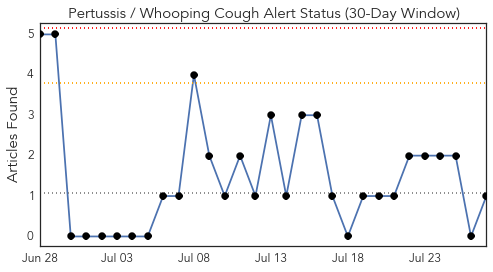 Pertussis / Whooping Cough Alert Status (30-Day Window)
Articles Found
5
4
3
2
1
0
Jun 28
Jul 03
Jul 08
Jul 13
Jul 18
Jul 23